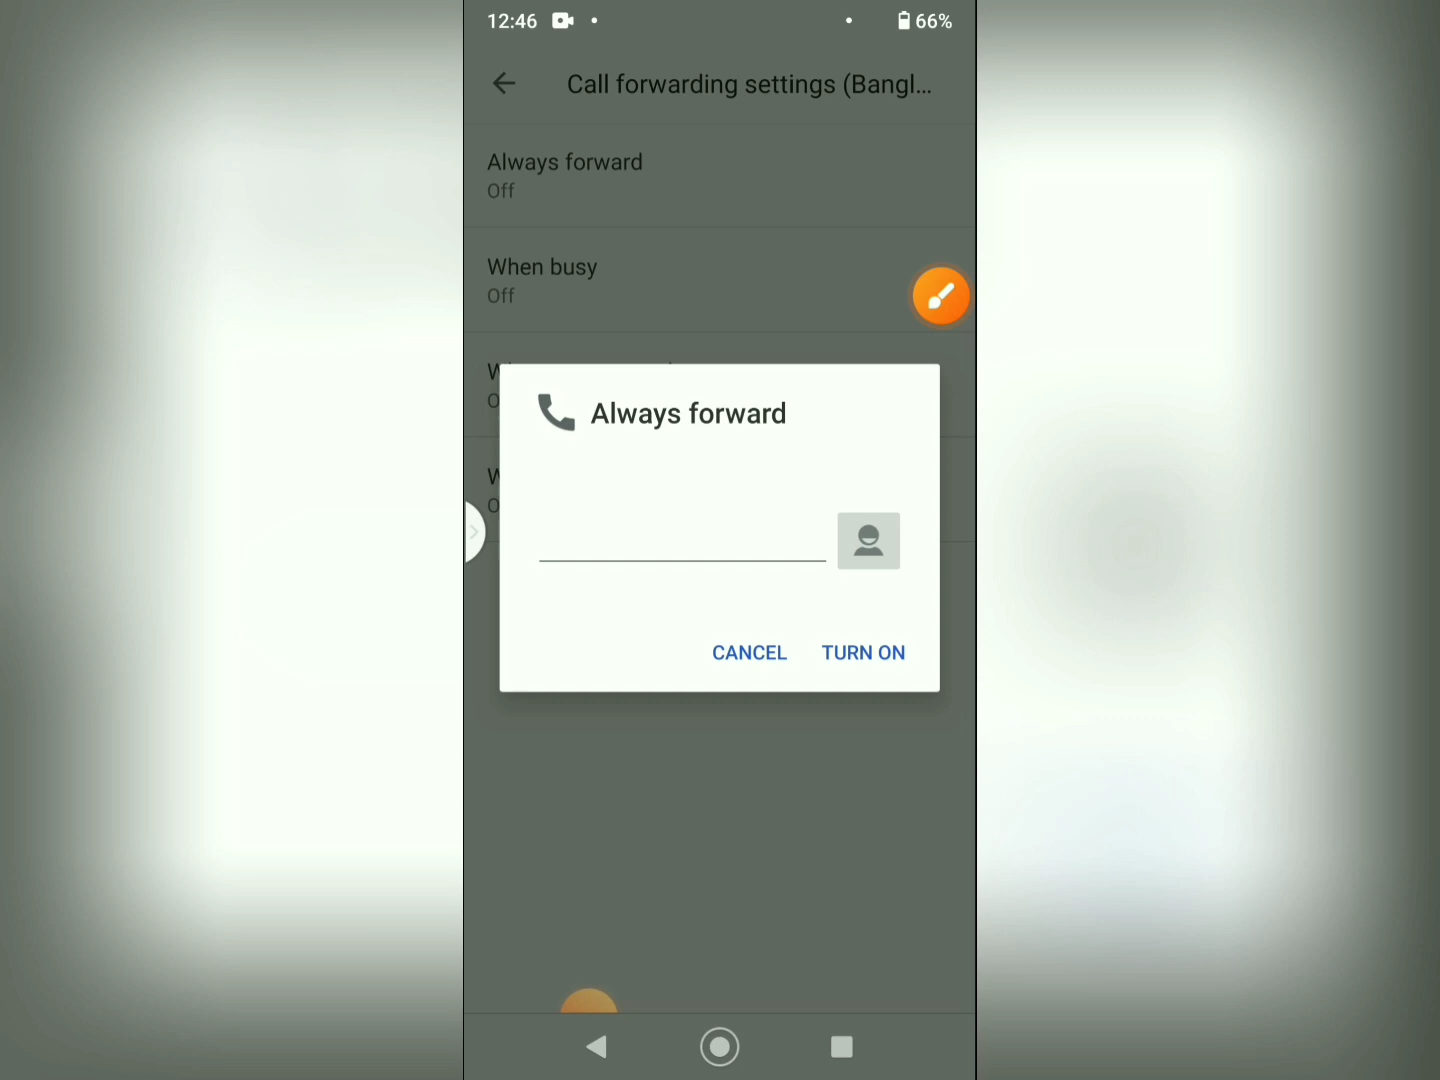 12:46
66%
Call forwarding settings (Bangl...
Always forward
Off
When busy
Off
Always forward
CANCEL
TURN ON